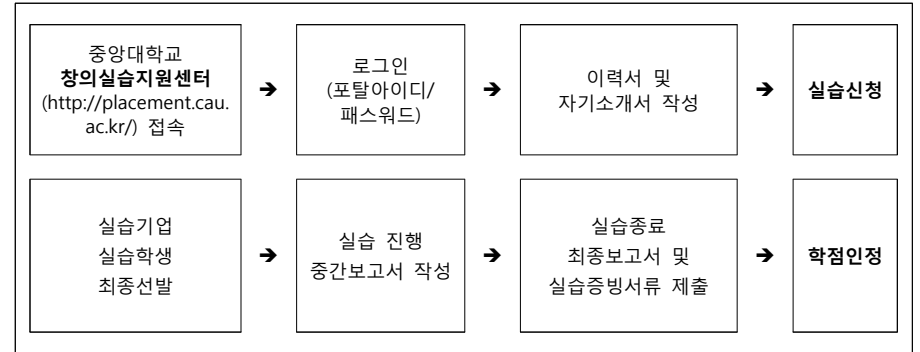 중앙대학교
창의실습지원센터
(http://placement.cau.
ac.kr/) 접속
➔
로그인
(포탈아이디/
패스워드)
➔
이력서 및
자기소개서 작성
➔
실습신청
실습기업
실습학생
최종선발
➔
실습 진행
중간보고서 작성
➔
실습종료
최종보고서 및
실습증빙서류 제출
➔
학점인정